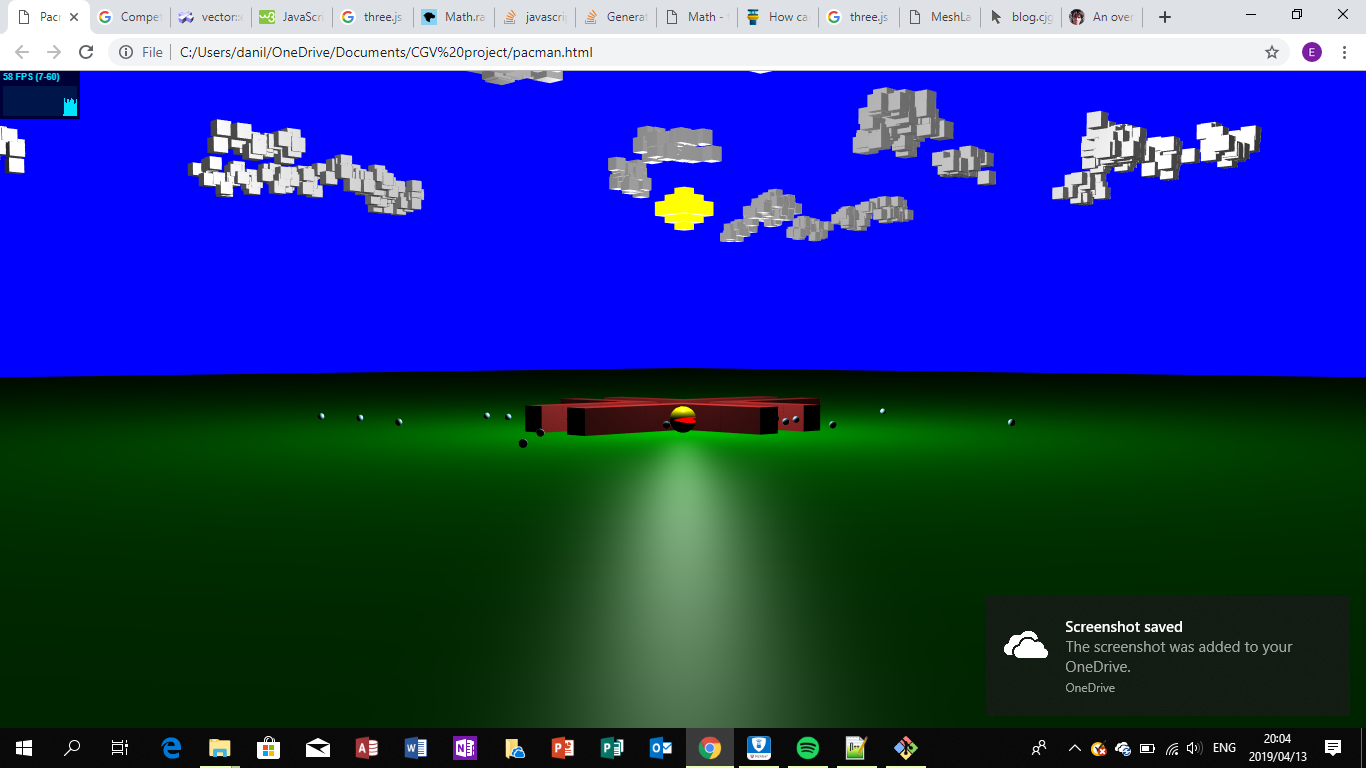 Pac
Compet
vector::e
JavaScri
three.js
Math.ra
javascrip
Generat
Math -
How ca
three.js
MeshLa
blog.cjg
An over
File
C:/Users/danil/OneDrive/Documents/CGV%20project/pacman.html
E
58 FPS (7-60)
Screenshot saved
The screenshot was added to your
OneDrive.
OneDrive
ENG
20:04
2019/04/13